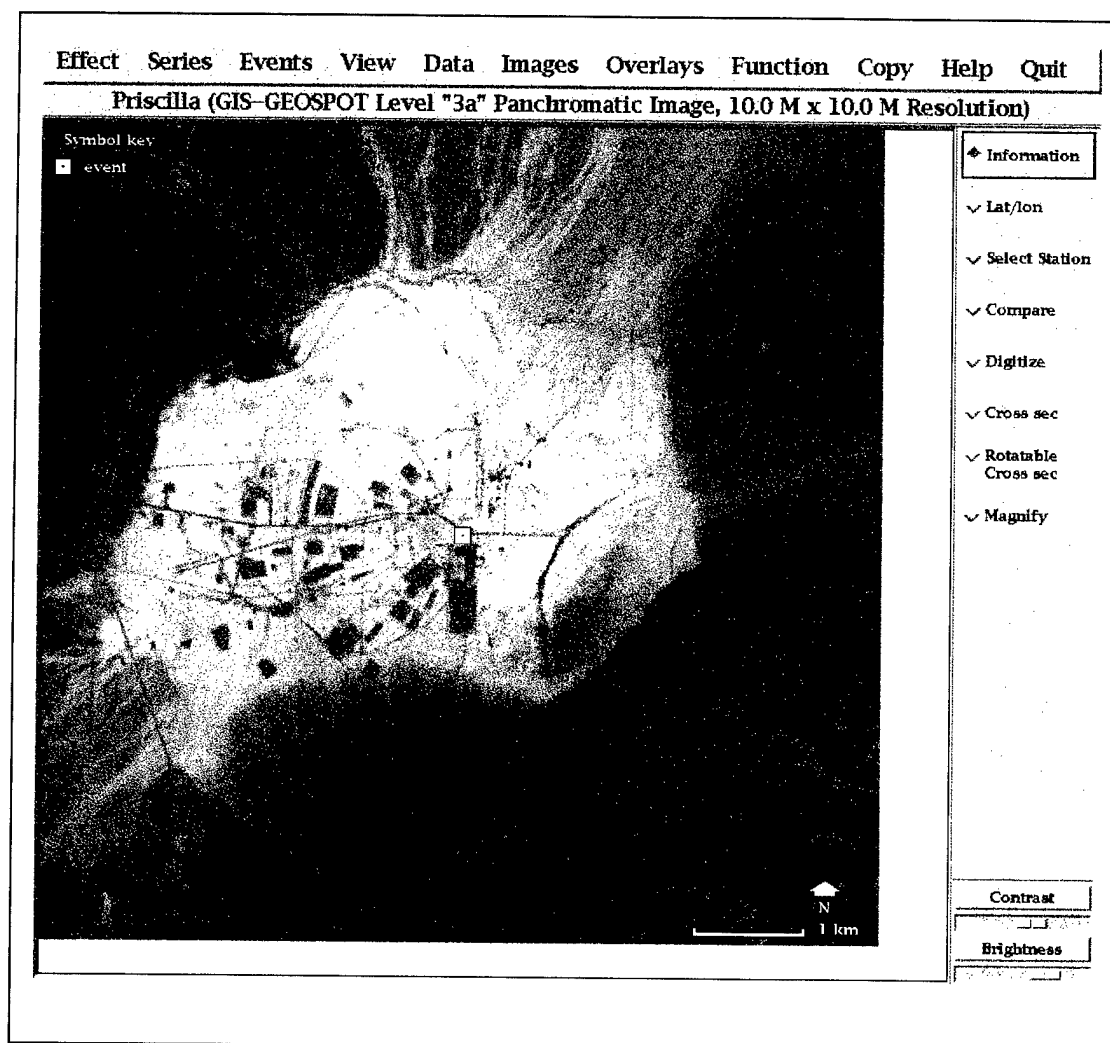 Effect Series Events View Data Images Overlays Function Copy Help Quit
Priscilla (GIS-GEOSPOT Level "3a" Panchromatic Image, 10.0 M x 10.0 M Resolution)
Symbol key
event
Information
Lat/lon
Select Station
Compare
Digitize
Cross sec
Rotatable
Cross sec
Magnify
N
1 km
Contrast
Brightness